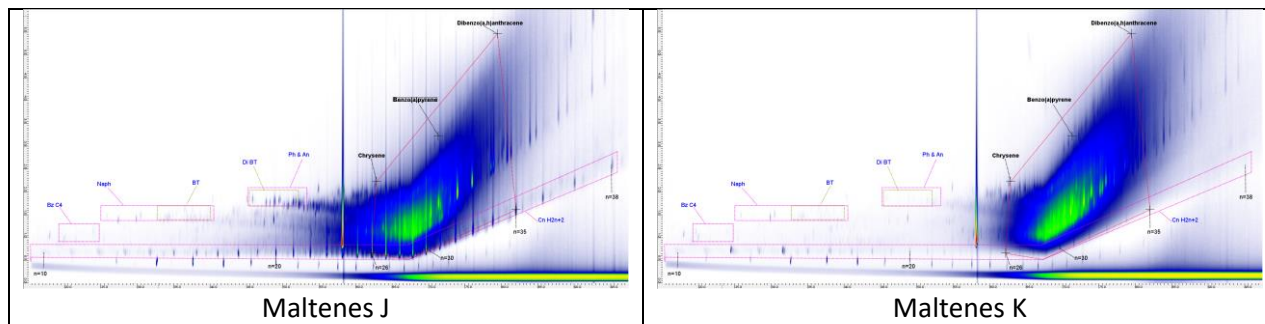 Dibenzo(a,h)anthracene
Benzo(a)pyrene
Chrysene
Di BT
Ph & An
Naph
BT
Bz C4
n=38
Cn H2n+2
n=35
n=30
n=26
n=20
n=10
Maltenes J
Dibenzo(a,h)anthracene
Benzo(a)pyrene
Chrysene
Di BT
Ph & An
Naph
BT
Bz C4
n=38
Cn H2n+2
n=35
n=30
n=26
n=20
n=10
Maltenes K